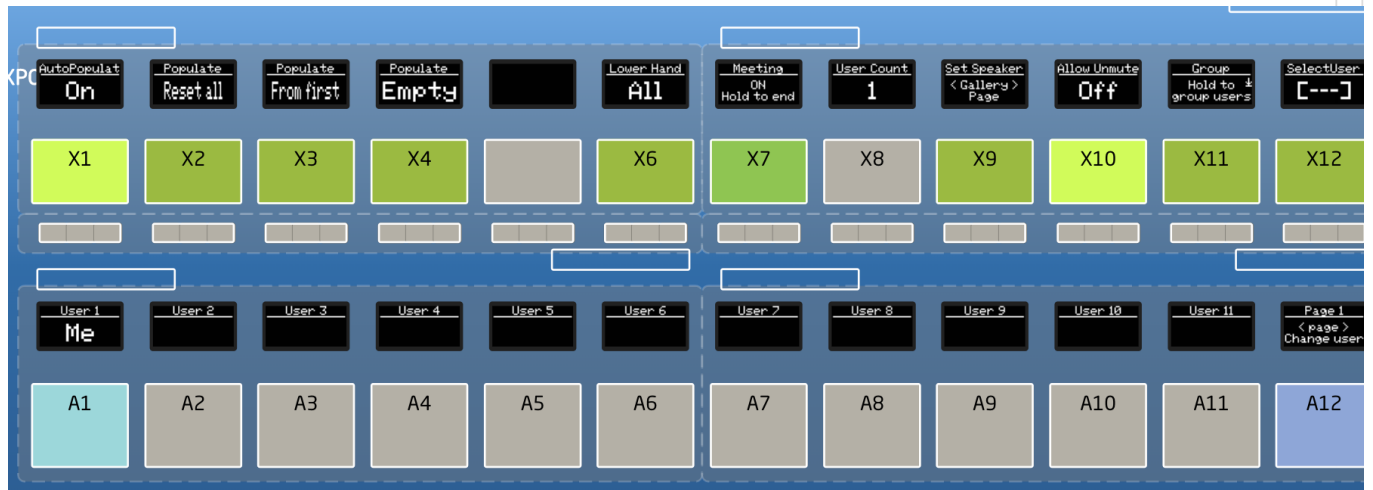 XPO
AutoPopulat
On
Populate
Reset all
Populate
From first
Populate
Empty
Lower Hand
All
Meeting
ON
Hold to end
User Count
1
Set Speaker
<Gallery>
Page
Allow Unmute
Off
Group
Hold to
group users
SelectUser
[---]
X1
X2
X3
X4
X6
X7
X8
X9
X10
X11
X12
User 1
Me
User 2
User 3
User 4
User 5
User 6
User 7
User 8
User 9
User 10
User 11
Page 1
<page>
Change user
A1
A2
A3
A4
A5
A6
A7
A8
A9
A10
A11
A12